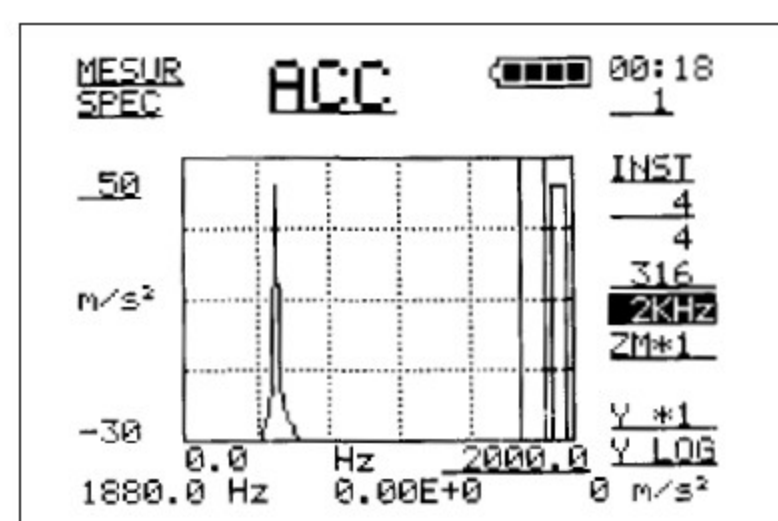 MESUR ACC 00:18
SPEC 1
50 INST
4
4
m/s² 316
2KHz
ZM*1
-30 Y *1
0.0 Hz 2000.0 Y LOG
1880.0 Hz 0.00E+0 0 m/s²